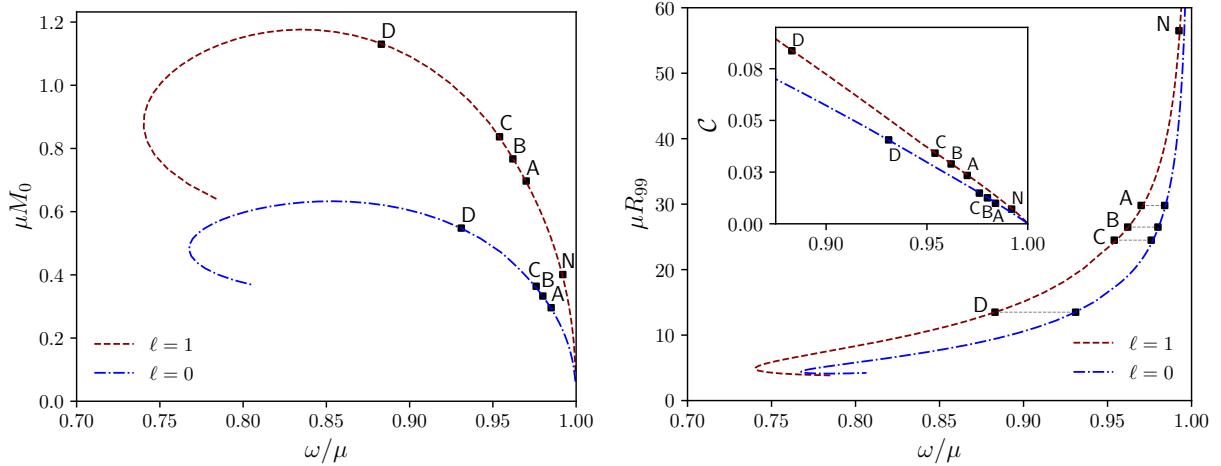 μM₀
1.2
1.0
0.8
0.6
0.4
0.2
0.0
D
C
B
A
N
D
C
B
A
ℓ = 1
ℓ = 0
0.70
0.75
0.80
0.85
0.90
0.95
1.00
ω/μ
μR₉₉
60
50
40
30
20
10
0
N
A
B
C
D
𝒞
0.08
0.05
0.03
0.00
D
C
B
A
N
D
C
B
A
0.90
0.95
1.00
ℓ = 1
ℓ = 0
0.70
0.75
0.80
0.85
0.90
0.95
1.00
ω/μ